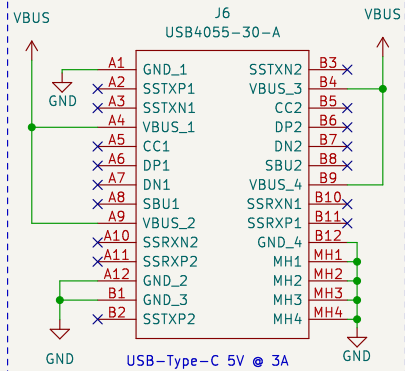 VBUS
J6
USB4055-30-A
VBUS
A1 GND_1 SSTXN2 B3
A2 SSTXP1 VBUS_3 B4
GND
A3 SSTXN1 CC2 B5
A4 VBUS_1 DP2 B6
A5 CC1 DN2 B7
A6 DP1 SBU2 B8
A7 DN1 VBUS_4 B9
A8 SBU1 SSRXN1 B10
A9 VBUS_2 SSRXP1 B11
A10 SSRXN2 GND_4 B12
A11 SSRXP2 MH1 MH1
A12 GND_2 MH2 MH2
B1 GND_3 MH3 MH3
B2 SSTXP2 MH4 MH4
GND
USB-Type-C 5V @ 3A
GND